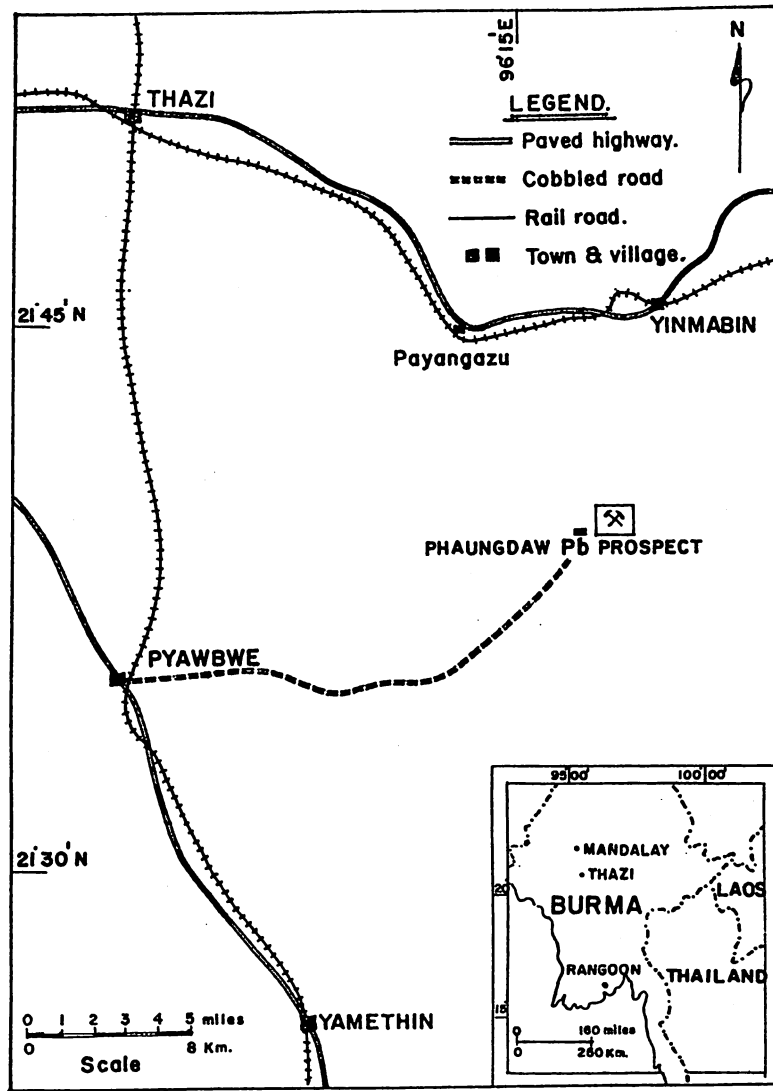 96°15'E
N
THAZI
LEGEND.
Paved highway.
Cobbled road
Rail road.
Town & village.
21°45'N
YINMABIN
Payangazu
PHAUNGDAW Pb PROSPECT
PYAWBWE
21°30'N
YAMETHIN
0 1 2 3 4 5 miles
0 8 Km.
Scale
95°00' 100°00'
MANDALAY
THAZI
20
LAOS
BURMA
RANGOON
THAILAND
15
0 160 miles
0 260 Km.